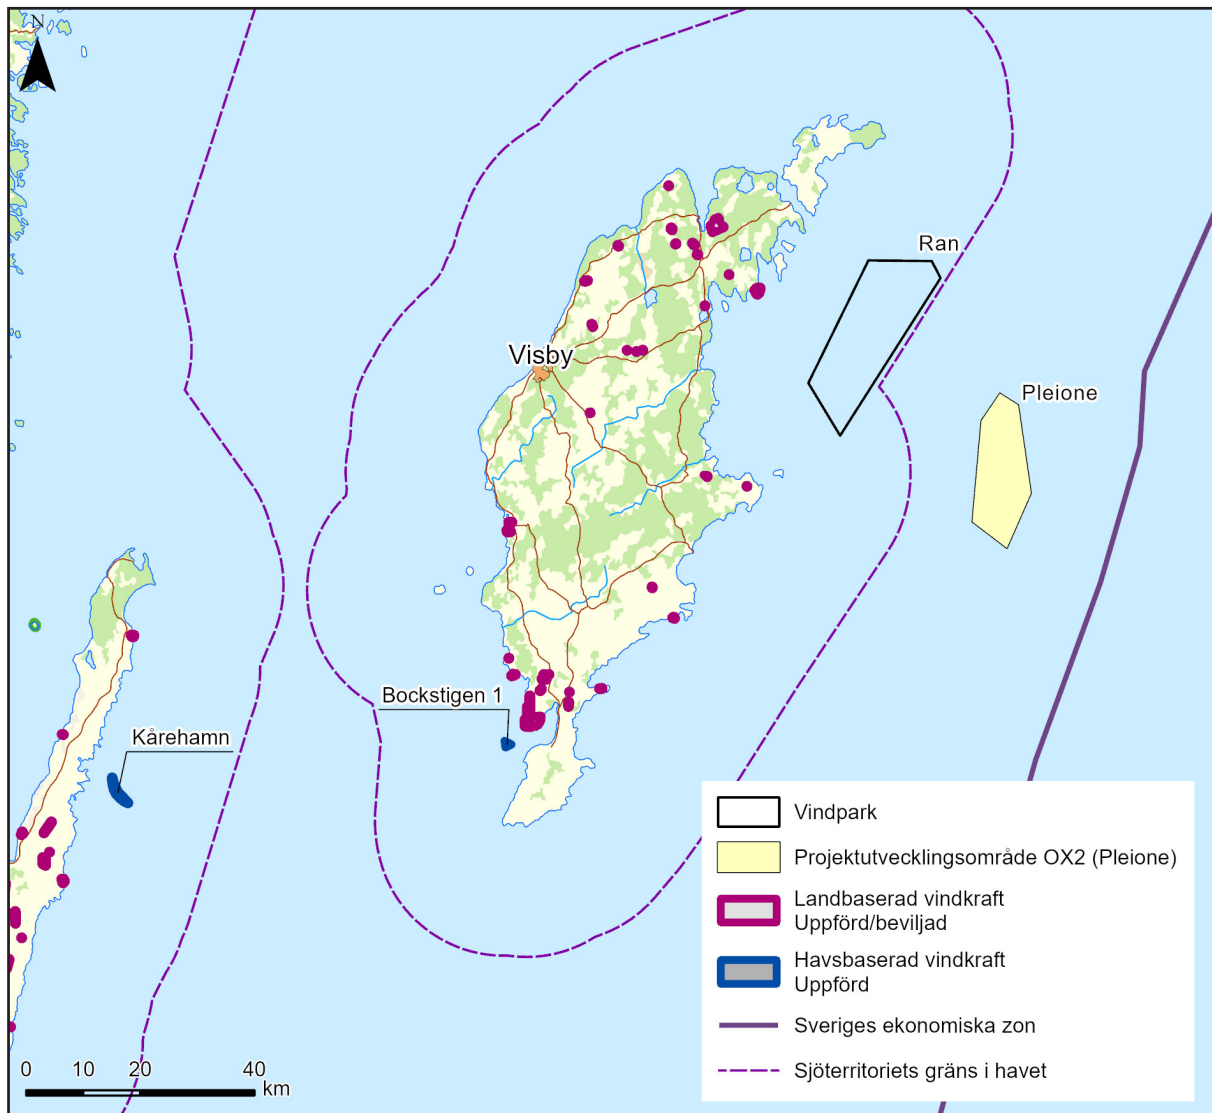 N
Ran
Visby
Pleione
Bockstigen 1
Kårehamn
Vindpark
Projektutvecklingsområde OX2 (Pleione)
Landbaserad vindkraft
Uppförd/beviljad
Havsbaserad vindkraft
Uppförd
Sveriges ekonomiska zon
Sjöterritoriets gräns i havet
0 10 20 40
km